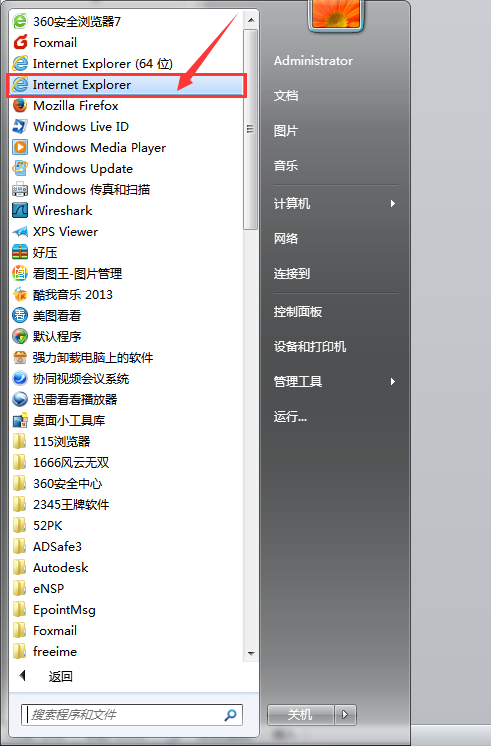 360安全浏览器7
Foxmail
Internet Explorer (64 位)
Internet Explorer
Mozilla Firefox
Windows Live ID
Windows Media Player
Windows Update
Windows 传真和扫描
Wireshark
XPS Viewer
好压
看图王-图片管理
酷我音乐 2013
美图看看
默认程序
强力卸载电脑上的软件
协同视频会议系统
迅雷看看播放器
桌面小工具库
115浏览器
1666风云无双
360安全中心
2345王牌软件
52PK
ADSafe3
Autodesk
eNSP
EpointMsg
Foxmail
freeime
返回
搜索程序和文件
Administrator
文档
图片
音乐
计算机
网络
连接到
控制面板
设备和打印机
管理工具
运行...
关机